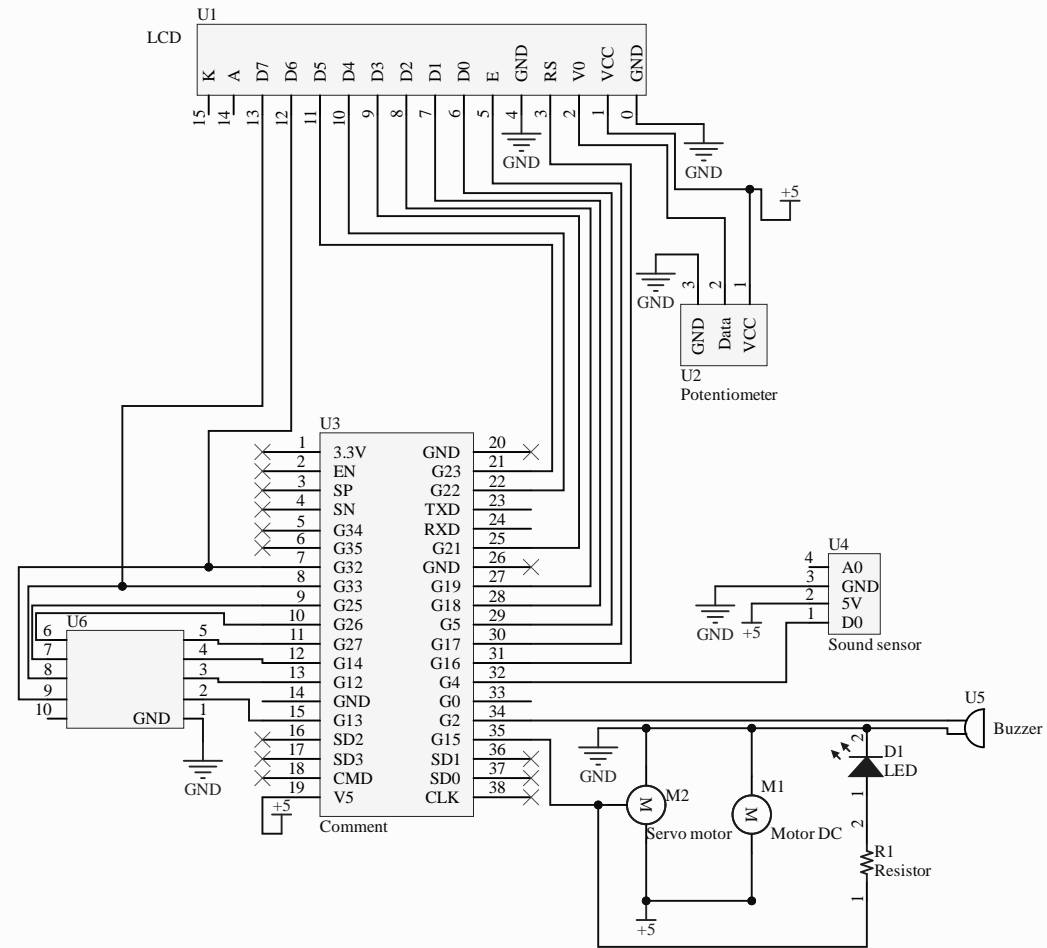 U1
LCD
K A D7 D6 D5 D4 D3 D2 D1 D0 E GND RS V0 VCC GND
15 14 13 12 11 10 9 8 7 6 5 4 3 2 1 0
GND
GND
+5
GND
3 2 1
GND Data VCC
U2
Potentiometer
U3
1 3.3V GND 20
2 EN G23 21
3 SP G22 22
4 SN TXD 23
5 G34 RXD 24
6 G35 G21 25
7 G32 GND 26
8 G33 G19 27
9 G25 G18 28
10 G26 G5 29
11 G27 G17 30
12 G14 G16 31
13 G12 G4 32
14 GND G0 33
15 G13 G2 34
16 SD2 G15 35
17 SD3 SD1 36
18 CMD SD0 37
19 V5 CLK 38
+5
Comment
U6
6 5
7 4
8 3
9 2
10 GND 1
GND
U4
4 A0
3 GND
2 5V
1 D0
GND
+5
Sound sensor
U5
Buzzer
GND
2
D1
LED
1
M2
M
Servo motor
M1
M
Motor DC
2
R1
Resistor
1
+5